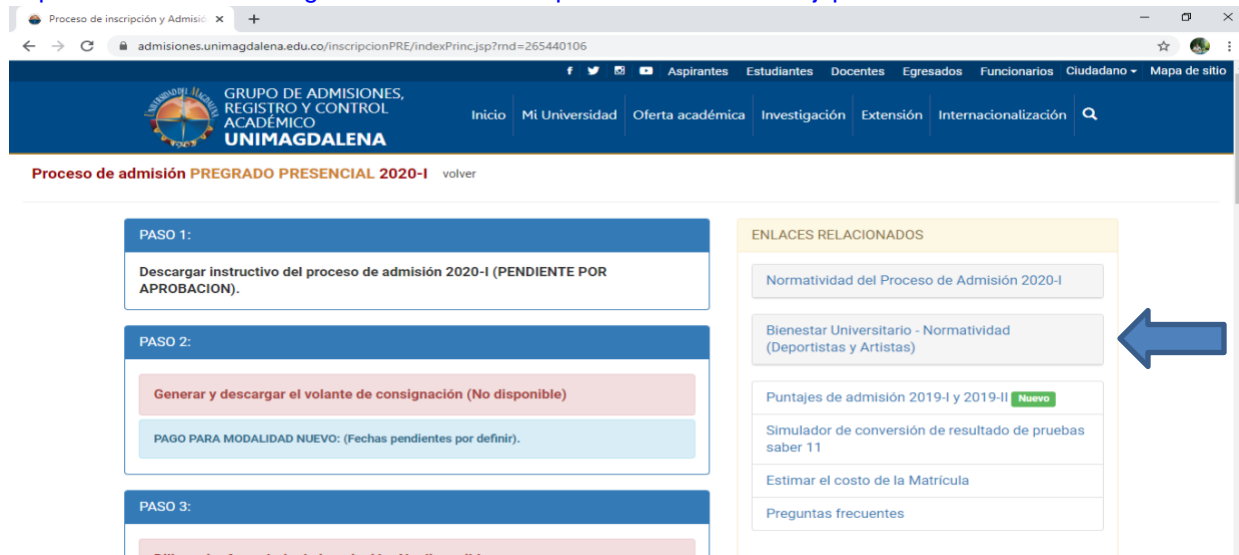 Proceso de inscripción y Admisió
admisiones.unimagdalena.edu.co/inscripcionPRE/indexPrinc.jsp?rnd=265440106
Aspirantes Estudiantes Docentes Egresados Funcionarios Ciudadano Mapa de sitio
GRUPO DE ADMISIONES,
REGISTRO Y CONTROL
ACADÉMICO
UNIMAGDALENA
Inicio Mi Universidad Oferta académica Investigación Extensión Internacionalización
Proceso de admisión PREGRADO PRESENCIAL 2020-I volver
PASO 1:
Descargar instructivo del proceso de admisión 2020-I (PENDIENTE POR
APROBACION).
PASO 2:
Generar y descargar el volante de consignación (No disponible)
PAGO PARA MODALIDAD NUEVO: (Fechas pendientes por definir).
PASO 3:
ENLACES RELACIONADOS
Normatividad del Proceso de Admisión 2020-I
Bienestar Universitario - Normatividad
(Deportistas y Artistas)
Puntajes de admisión 2019-I y 2019-II Nuevo
Simulador de conversión de resultado de pruebas
saber 11
Estimar el costo de la Matrícula
Preguntas frecuentes